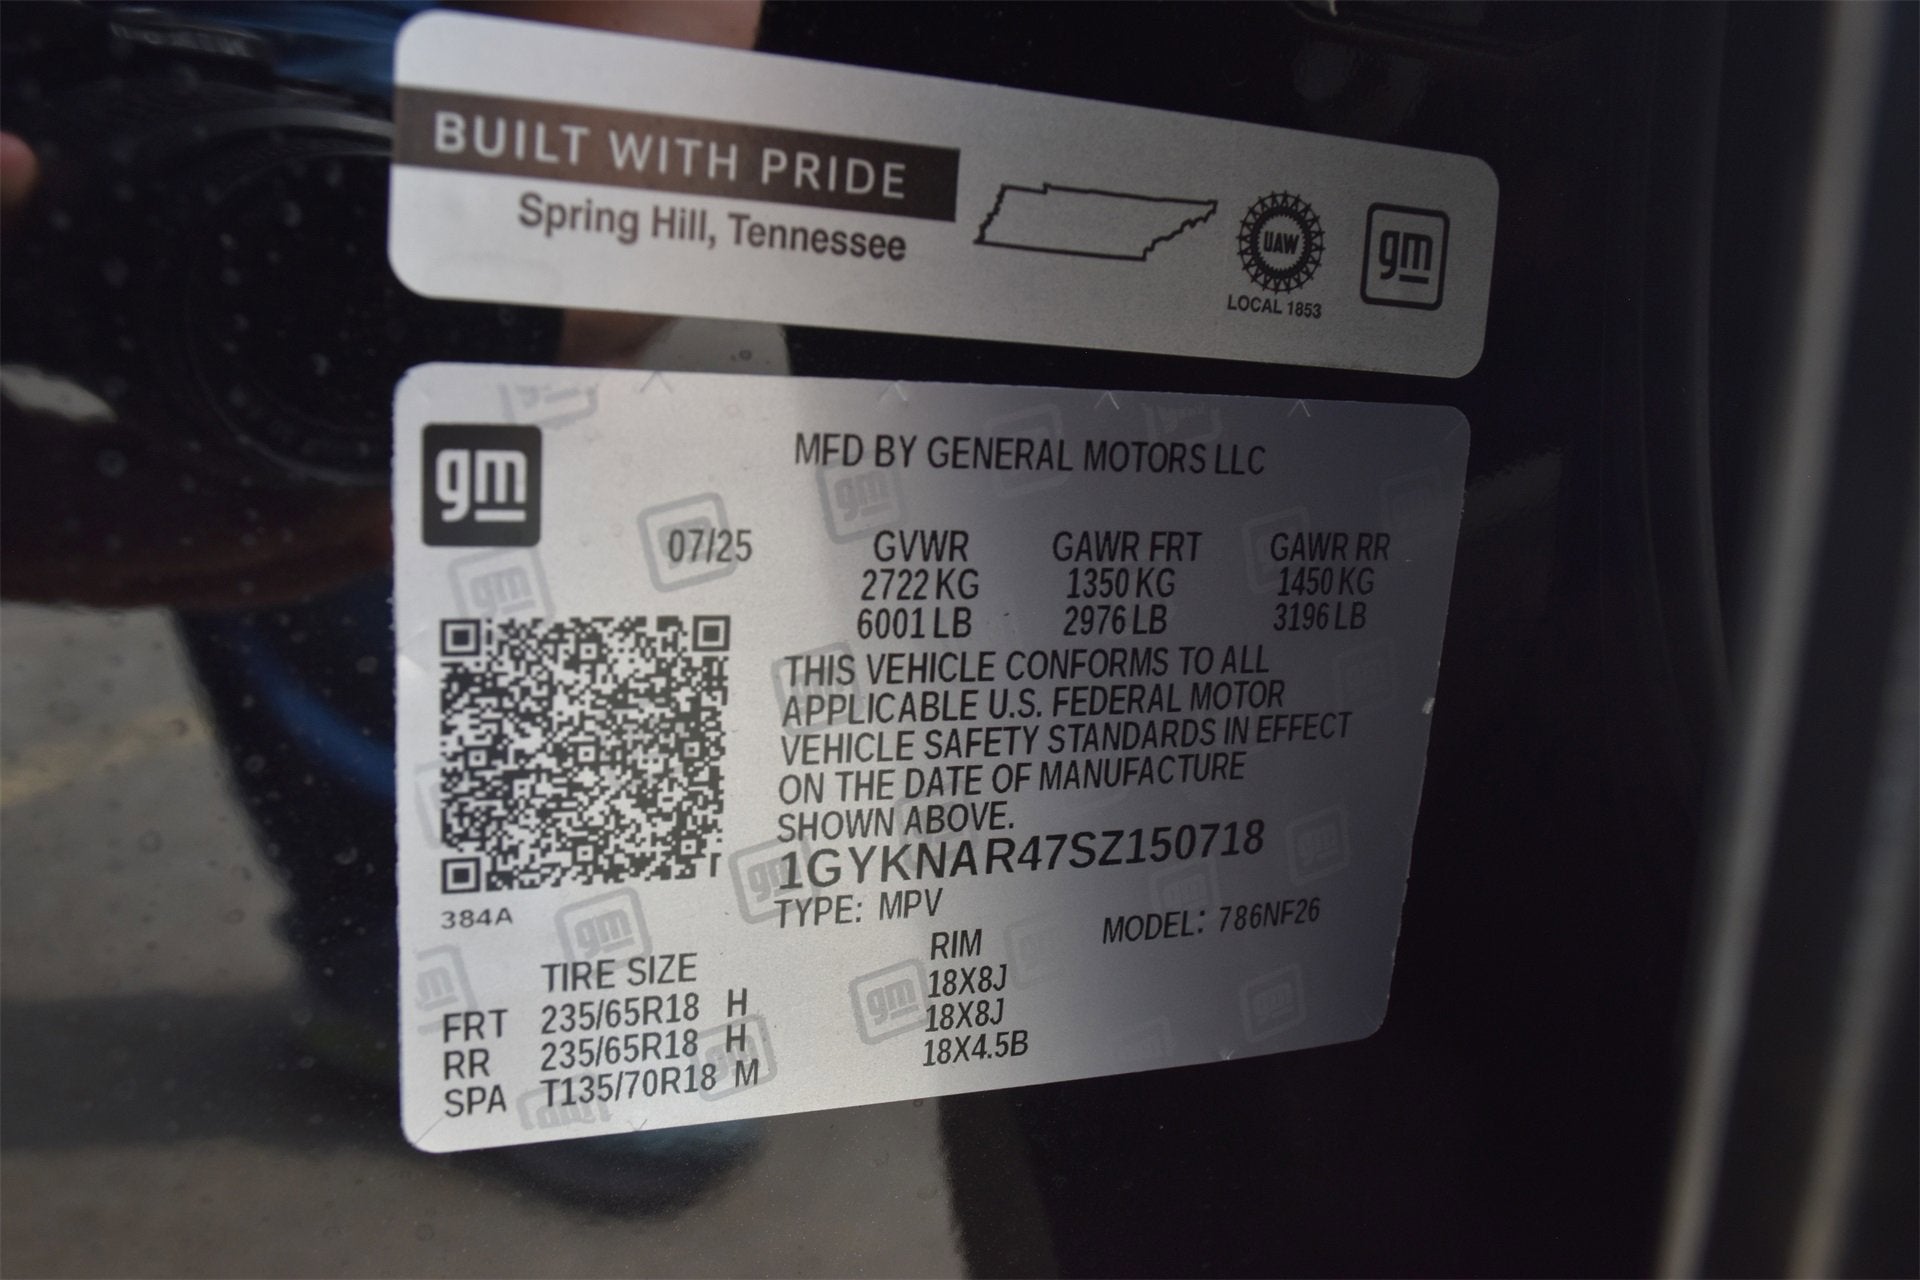 BUILT WITH PRIDE
Spring Hill, Tennessee
UAW
LOCAL 1853
gm
gm
MFD BY GENERAL MOTORS LLC
07/25 GVWR GAWR FRT GAWR RR
2722 KG 1350 KG 1450 KG
6001 LB 2976 LB 3196 LB
THIS VEHICLE CONFORMS TO ALL
APPLICABLE U.S. FEDERAL MOTOR
VEHICLE SAFETY STANDARDS IN EFFECT
ON THE DATE OF MANUFACTURE
SHOWN ABOVE.
1GYKNAR47SZ150718
TYPE: MPV MODEL: 786NF26
384A
TIRE SIZE RIM
FRT 235/65R18 H 18X8J
RR 235/65R18 H 18X8J
SPA T135/70R18 M 18X4.5B